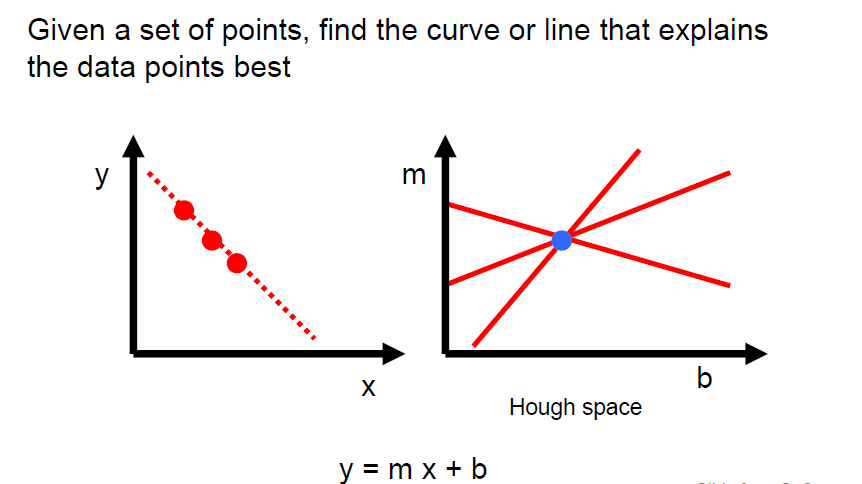 Given a set of points, find the curve or line that explains
the data points best
y
m
x
b
Hough space
y = m x + b